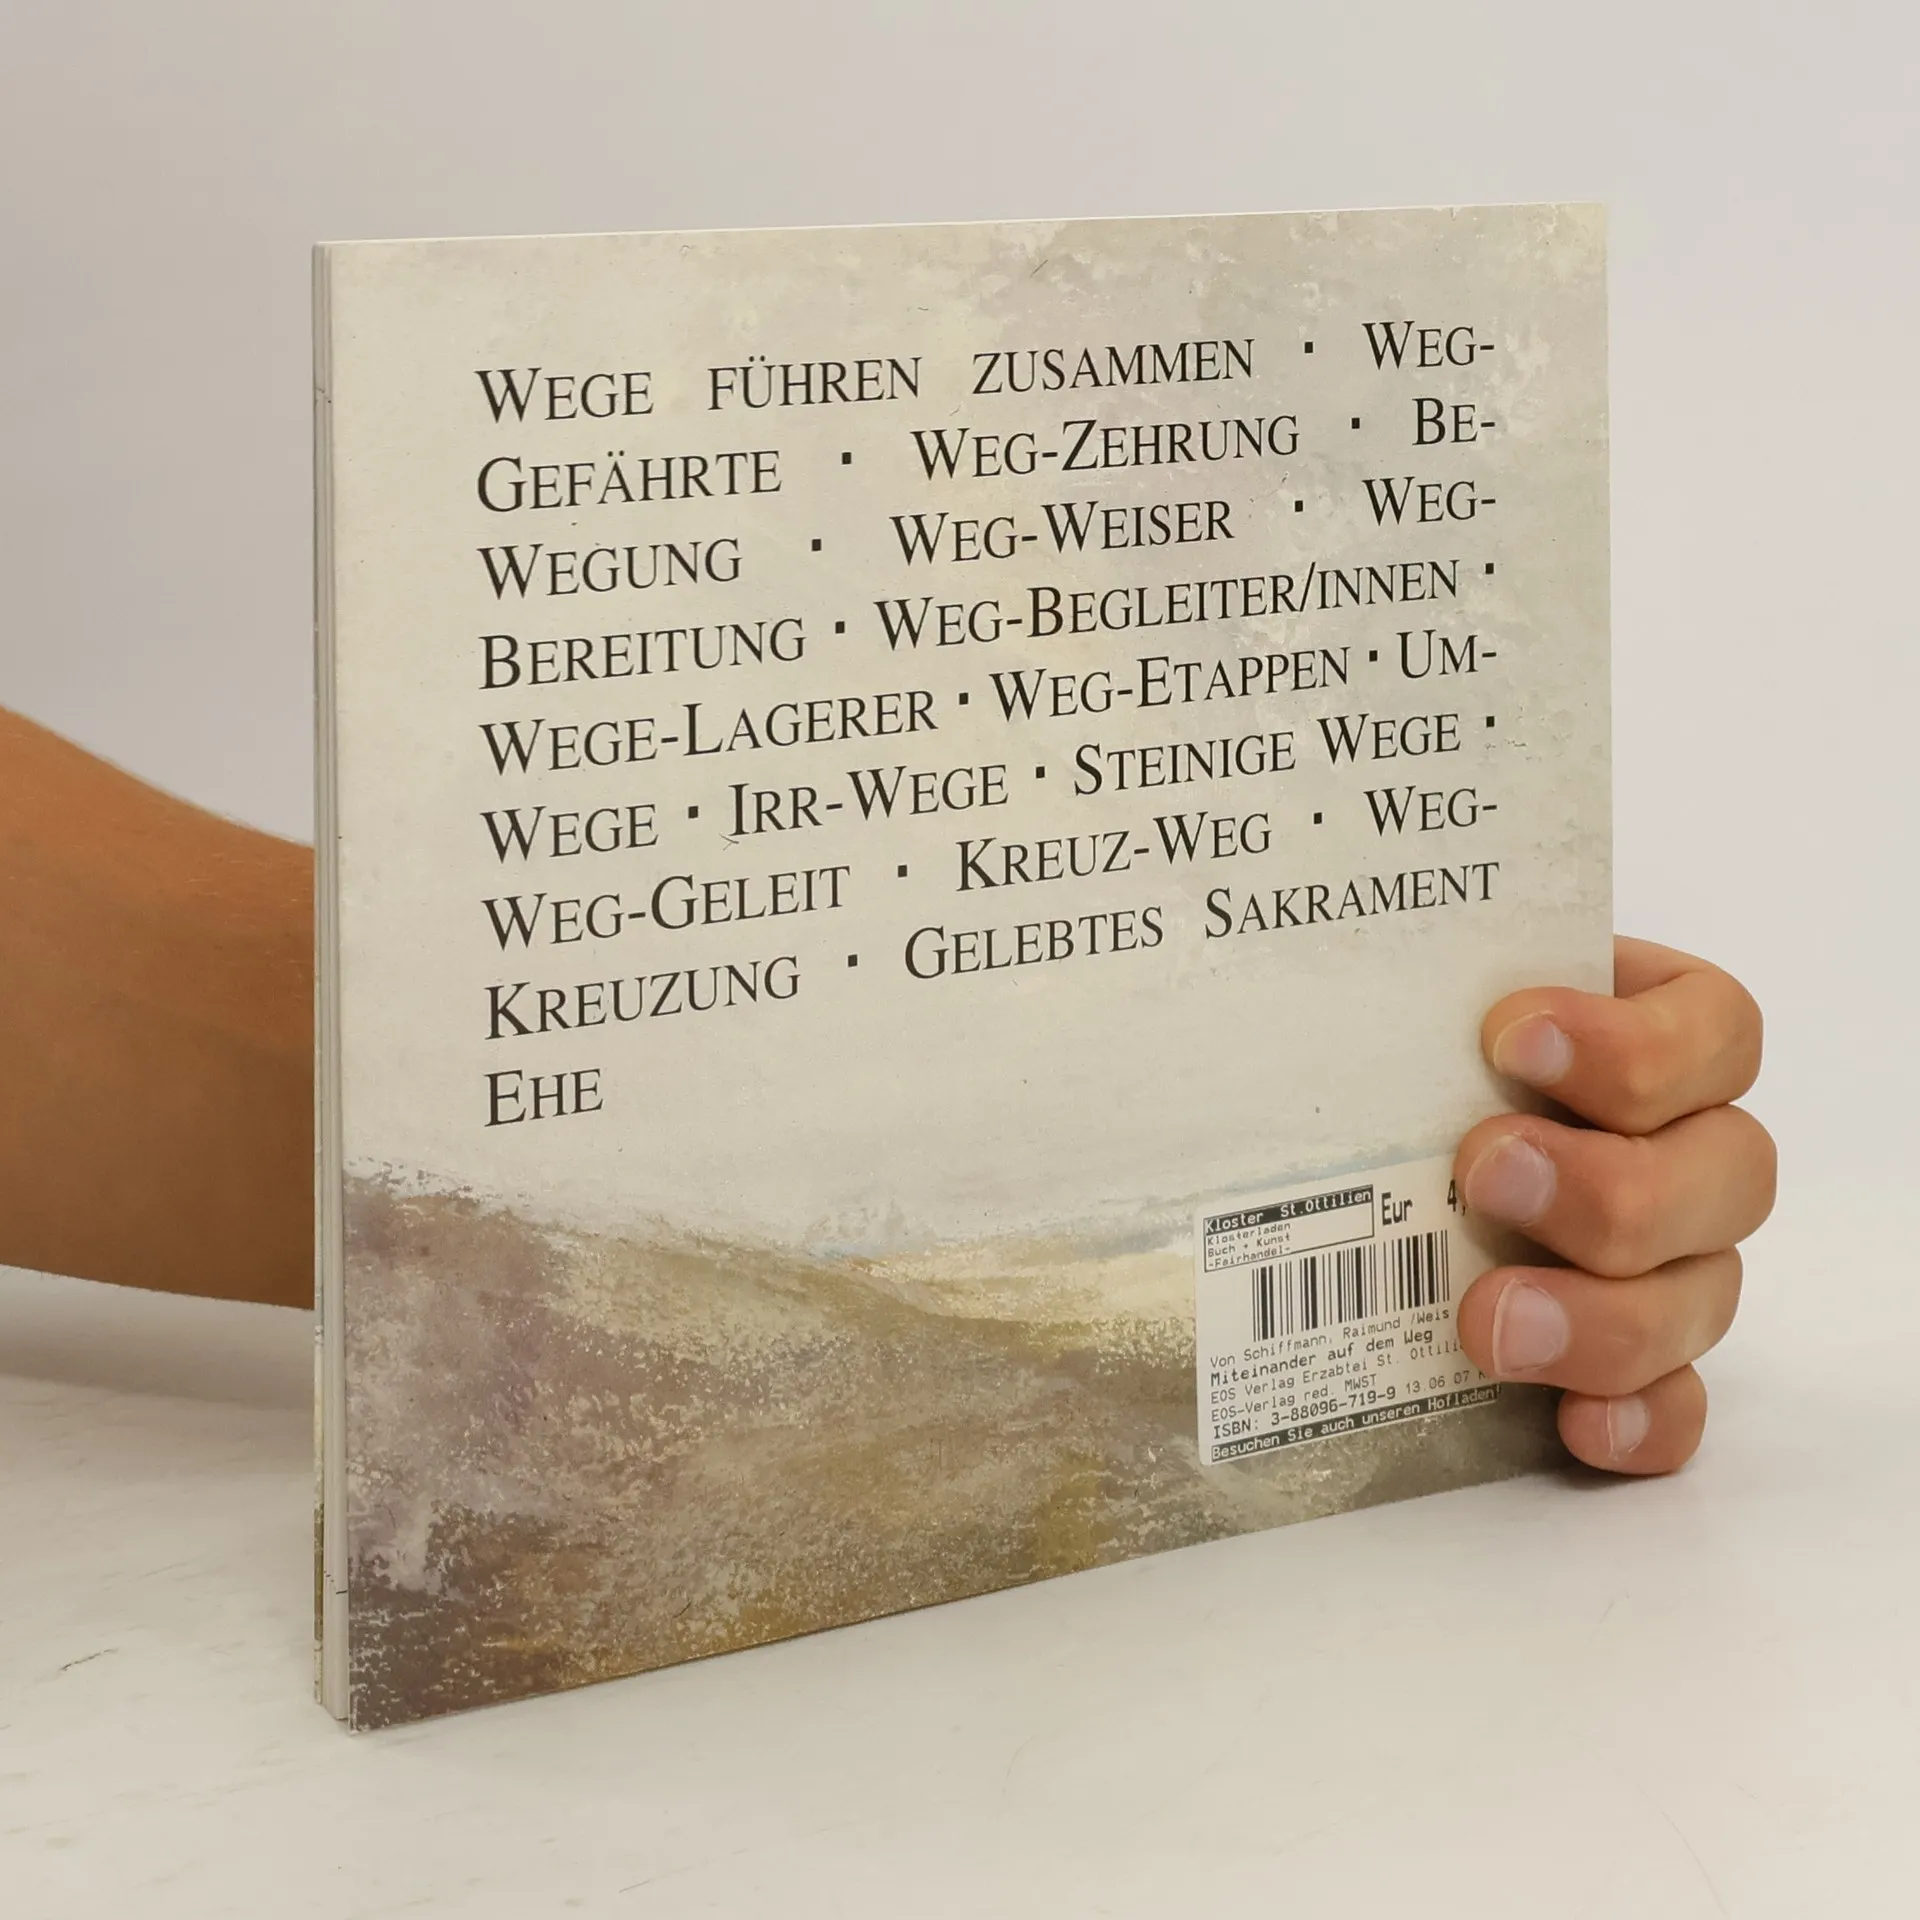 WEGE FÜHREN ZUSAMMEN · WEG-
GEFÄHRTE · WEG-ZEHRUNG · BE-
WEGUNG · WEG-WEISER · WEG-
BEREITUNG · WEG-BEGLEITER/INNEN ·
WEGE-LAGERER · WEG-ETAPPEN · UM-
WEGE · IRR-WEGE · STEINIGE WEGE ·
WEG-GELEIT · KREUZ-WEG · WEG-
KREUZUNG · GELEBTES SAKRAMENT
EHE
Kloster St.Ottilien
Eur 4,
Klosterladen
Buch + Kunst
-Fairhandel-
Von Schiffmann, Raimund /Weis
Miteinander auf dem Weg
EOS Verlag Erzabtei St. Ottili
EOS-Verlag red. MWST
ISBN: 3-88096-719-9 13.06 07
Besuchen Sie auch unseren Hofladen!